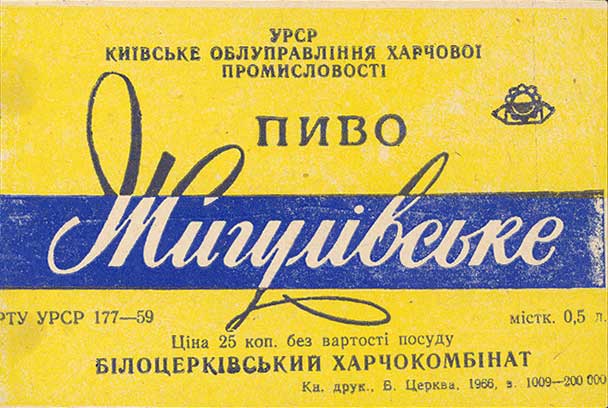 УРСР
КИЇВСЬКЕ ОБЛУПРАВЛІННЯ ХАРЧОВОЇ
ПРОМИСЛОВОСТІ
ПИВО
Жигулівське
РТУ УРСР 177—59
містк. 0,5 л.
Ціна 25 коп. без вартості посуду
БІЛОЦЕРКІВСЬКИЙ ХАРЧОКОМБІНАТ
Кн. друк., Б. Церква, 1966, з. 1009—200 000